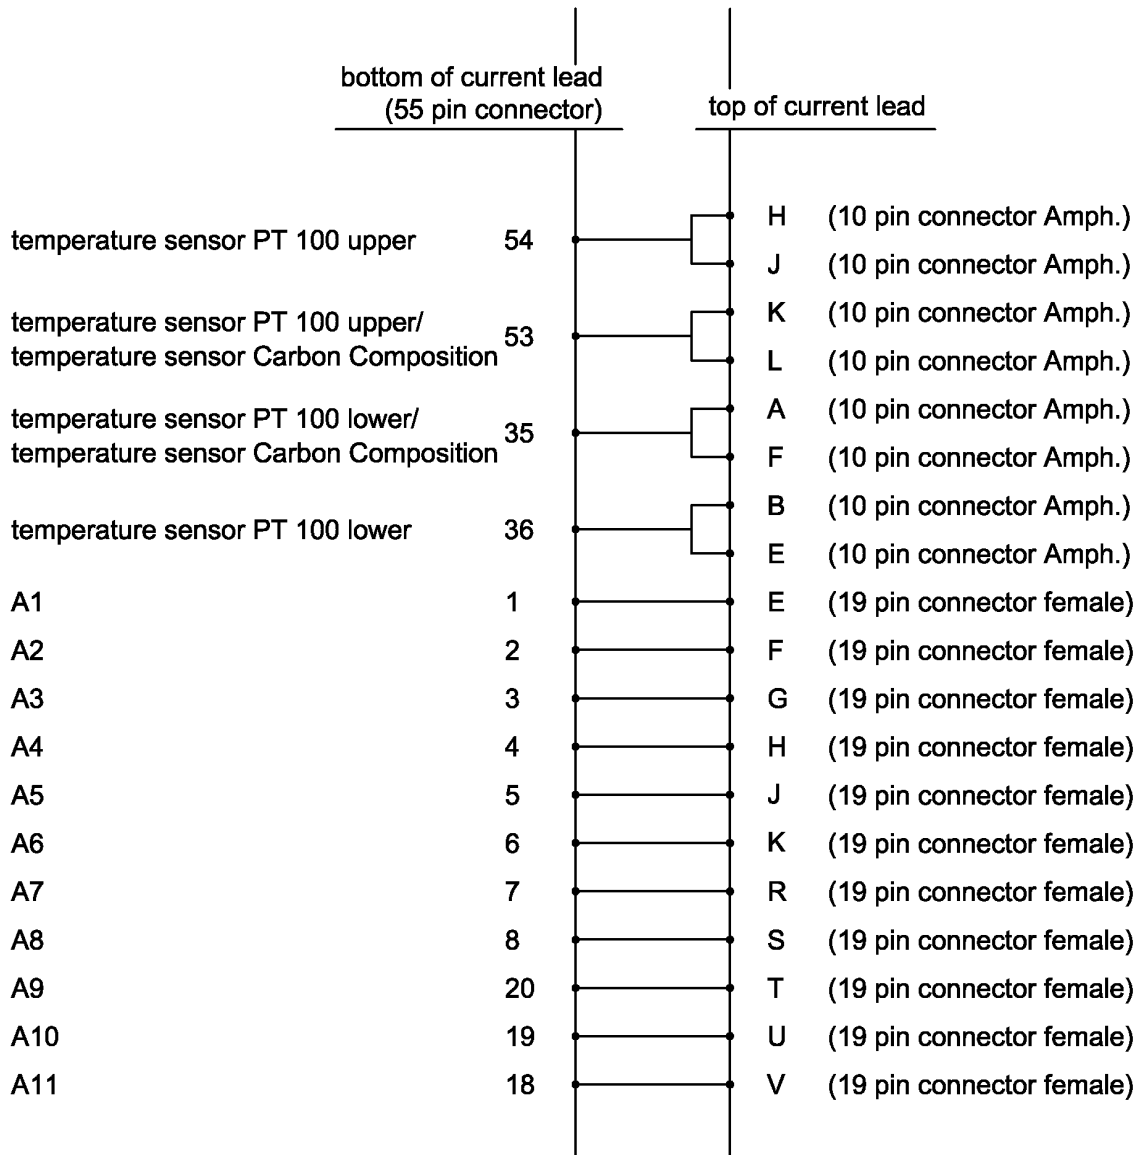 bottom of current lead
(55 pin connector)
top of current lead
temperature sensor PT 100 upper 54 H (10 pin connector Amph.)
J (10 pin connector Amph.)
temperature sensor PT 100 upper/ K (10 pin connector Amph.)
53
temperature sensor Carbon Composition L (10 pin connector Amph.)
temperature sensor PT 100 lower/ A (10 pin connector Amph.)
35
temperature sensor Carbon Composition F (10 pin connector Amph.)
B (10 pin connector Amph.)
temperature sensor PT 100 lower 36
E (10 pin connector Amph.)
A1 1 E (19 pin connector female)
A2 2 F (19 pin connector female)
A3 3 G (19 pin connector female)
A4 4 H (19 pin connector female)
A5 5 J (19 pin connector female)
A6 6 K (19 pin connector female)
A7 7 R (19 pin connector female)
A8 8 S (19 pin connector female)
A9 20 T (19 pin connector female)
A10 19 U (19 pin connector female)
A11 18 V (19 pin connector female)